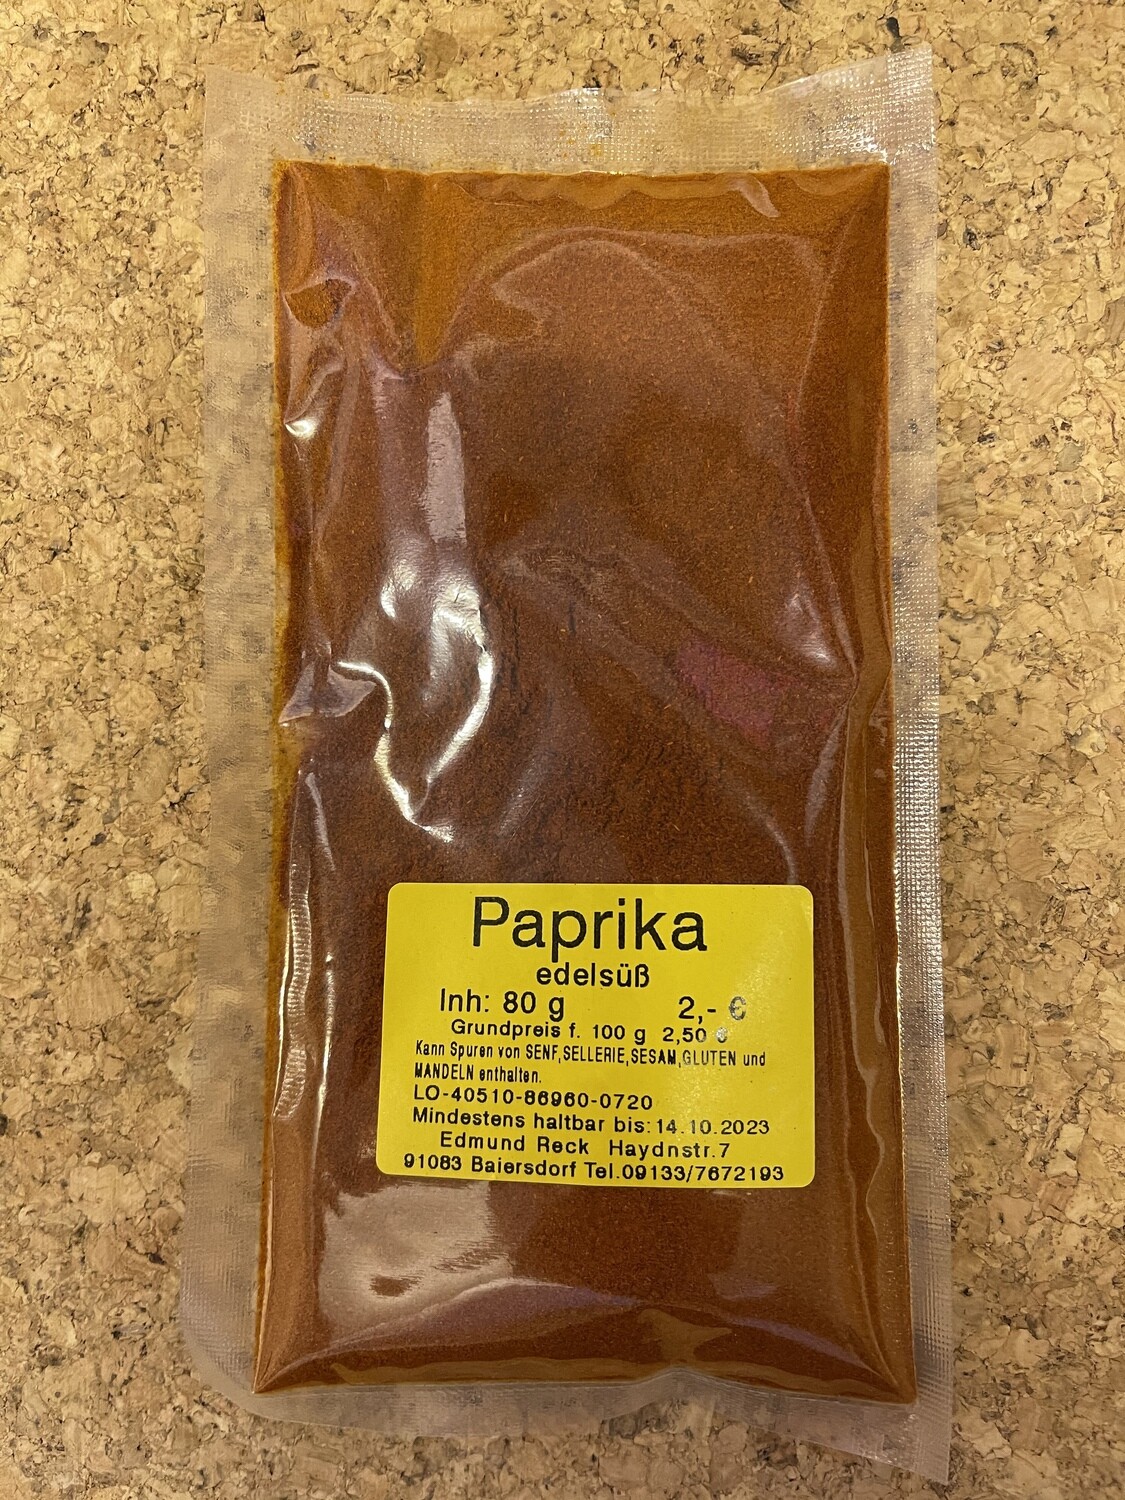 Paprika
edelsüß
Inh: 80 g 2,- €
Grundpreis f. 100 g 2,50 €
Kann Spuren von SENF,SELLERIE,SESAM,GLUTEN und
MANDELN enthalten.
LO-40510-86960-0720
Mindestens haltbar bis: 14.10.2023
Edmund Reck Haydnstr.7
91083 Baiersdorf Tel.09133/7672193